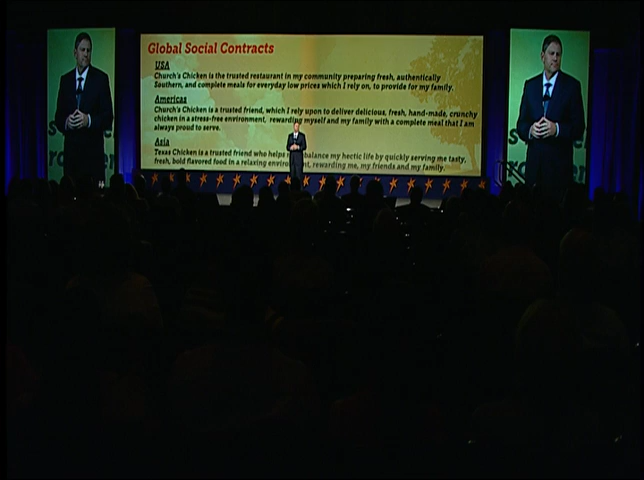 Global Social Contracts
USA
Church's Chicken is the trusted restaurant in my community preparing fresh, authentically
Southern, and complete meals for everyday low prices which I rely on, to provide for my family.
Americas
Church's Chicken is a trusted friend, which I rely upon to deliver delicious, fresh, hand-made, crunchy
chicken in a stress-free environment, rewarding myself and my family with a complete meal that I am
always proud to serve.
Asia
Texas Chicken is a trusted friend who helps balance my hectic life by quickly serving me tasty,
fresh, bold flavored food in a relaxing environment, rewarding me, my friends and my family.